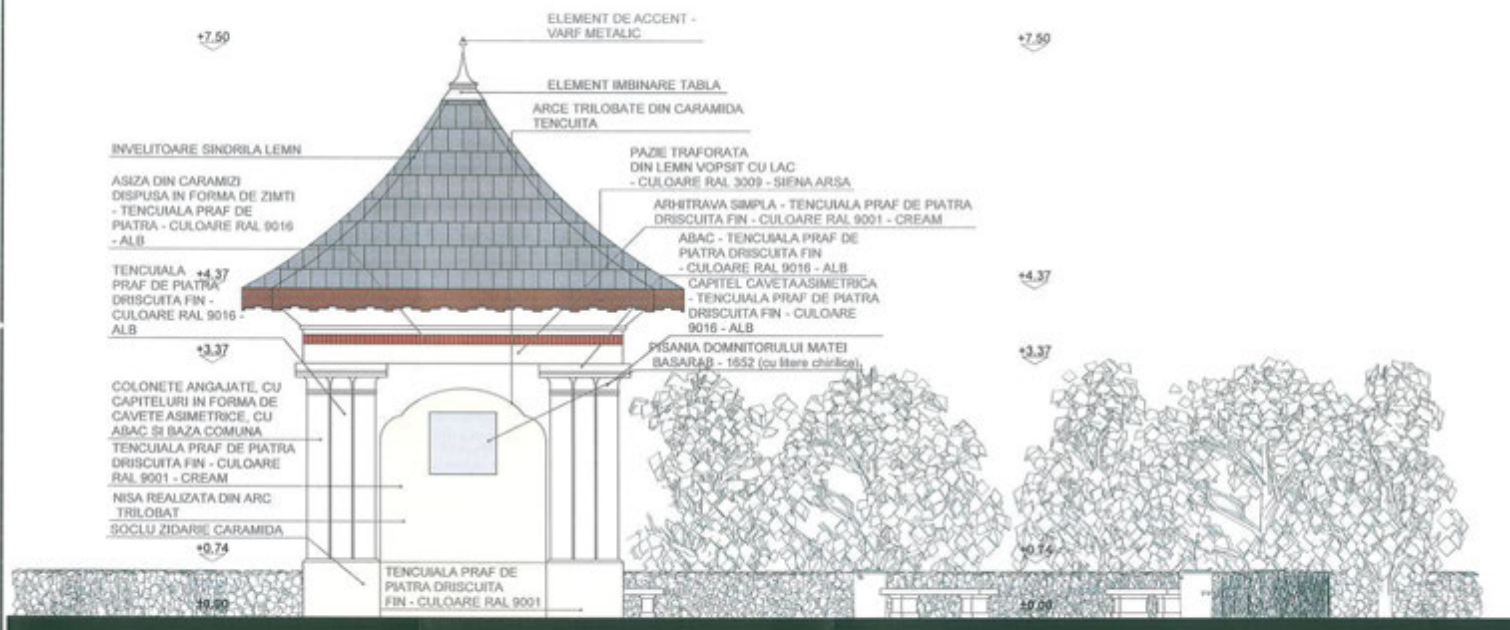 +7.50
ELEMENT DE ACCENT -
VARF METALIC
+7.50
ELEMENT IMBINARE TABLA
ARCE TRILOBATE DIN CARAMIDA
TENCUITA
INVELITOARE SINDRILA LEMN
PAZIE TRAFORATA
DIN LEMN VOPSIT CU LAC
- CULOARE RAL 3009 - SIENA ARSA
ASIZA DIN CARAMIZI
DISPUSA IN FORMA DE ZIMTI
- TENCUIALA PRAF DE
PIATRA - CULOARE RAL 9016
- ALB
ARHITRAVA SIMPLA - TENCUIALA PRAF DE PIATRA
DRISCUITA FIN - CULOARE RAL 9001 - CREAM
ABAC - TENCUIALA PRAF DE
PIATRA DRISCUITA FIN
- CULOARE RAL 9016 - ALB
TENCUIALA
PRAF DE PIATRA
DRISCUITA FIN -
CULOARE RAL 9016 -
ALB
+4.37
+4.37
CAPITEL CAVETA ASIMETRICA
- TENCUIALA PRAF DE PIATRA
DRISCUITA FIN - CULOARE
9016 - ALB
+3.37
PISANIA DOMNITORULUI MATEI
BASARAB - 1652 (cu litere chirilice)
+3.37
COLONETE ANGAJATE, CU
CAPITELURI IN FORMA DE
CAVETE ASIMETRICE, CU
ABAC SI BAZA COMUNA
TENCUIALA PRAF DE PIATRA
DRISCUITA FIN - CULOARE
RAL 9001 - CREAM
NISA REALIZATA DIN ARC
TRILOBAT
SOCLU ZIDARIE CARAMIDA
+0.74
+0.74
TENCUIALA PRAF DE
PIATRA DRISCUITA
FIN - CULOARE RAL 9001
±0.00
±0.00